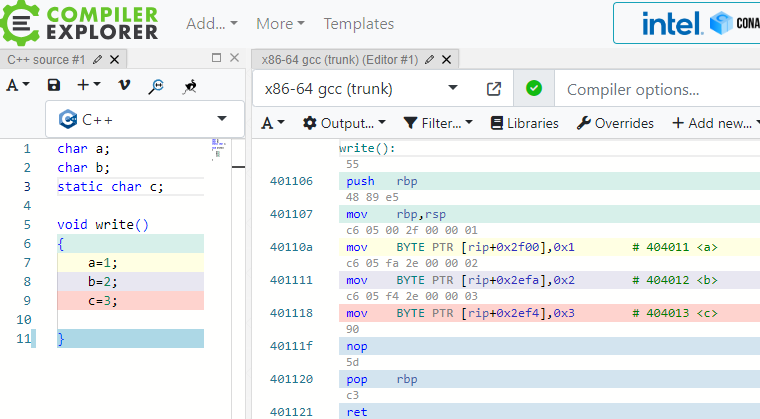 COMPILER
EXPLORER
Add...
More
Templates
intel.
CONA
C++ source #1
x86-64 gcc (trunk) (Editor #1)
A
+
x86-64 gcc (trunk)
Compiler options...
C++
A
Output...
Filter...
Libraries
Overrides
+ Add new...
1 char a;
2 char b;
3 static char c;
4
5 void write()
6 {
7 a=1;
8 b=2;
9 c=3;
10
11 }
write():
55
401106 push rbp
48 89 e5
401107 mov rbp,rsp
c6 05 00 2f 00 00 01
40110a mov BYTE PTR [rip+0x2f00],0x1 # 404011 <a>
c6 05 fa 2e 00 00 02
401111 mov BYTE PTR [rip+0x2efa],0x2 # 404012 <b>
c6 05 f4 2e 00 00 03
401118 mov BYTE PTR [rip+0x2ef4],0x3 # 404013 <c>
90
40111f nop
5d
401120 pop rbp
c3
401121 ret